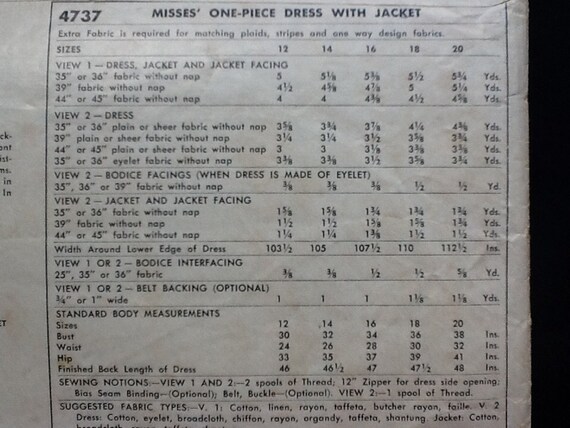 4737 MISSES' ONE-PIECE DRESS WITH JACKET
Extra Fabric is required for matching plaids, stripes and one way design fabrics.
SIZES 12 14 16 18 20
VIEW 1 — DRESS, JACKET AND JACKET FACING
35" or 36" fabric without nap 5 5⅛ 5⅜ 5½ 5¾ Yds.
39" fabric without nap 4½ 4⅝ 4⅞ 5 5¼ Yds.
44" or 45" fabric without nap 4 4 4⅜ 4½ 4⅝ Yds.
VIEW 2 — DRESS
35" or 36" plain or sheer fabric without nap 3⅝ 3¾ 3⅞ 4¼ 4⅜ Yds.
39" plain or sheer fabric without nap 3¼ 3¼ 3½ 3⅝ 3¾ Yds.
44" or 45" plain or sheer fabric without nap 3 3 3⅛ 3⅜ 3⅜ Yds.
35" or 36" eyelet fabric without nap 3⅜ 3⅜ 3½ 3⅝ 3¾ Yds.
VIEW 2 — BODICE FACINGS (WHEN DRESS IS MADE OF EYELET)
35", 36" or 39" fabric without nap ⅜ ⅜ ⅜ ½ ½ Yd.
VIEW 2 — JACKET AND JACKET FACING
35" or 36" fabric without nap 1⅝ 1⅝ 1¾ 1¾ 1¾ Yds.
39" fabric without nap 1½ 1½ 1⅝ 1⅝ 1¾ Yds.
44" or 45" fabric without nap 1¼ 1¼ 1⅜ 1½ 1½ Yds.
Width Around Lower Edge of Dress 103½ 105 107½ 110 112½ Ins.
VIEW 1 OR 2 — BODICE INTERFACING
25", 35" or 36" fabric ⅜ ⅜ ½ ½ ⅝ Yd.
VIEW 1 OR 2 — BELT BACKING (OPTIONAL)
¾" or 1" wide 1 1 1 1⅛ 1⅛ Yds.
STANDARD BODY MEASUREMENTS
Sizes 12 14 16 18 20
Bust 30 32 34 36 38 Ins.
Waist 24 26 28 30 32 Ins.
Hip 33 35 37 39 41 Ins.
Finished Back Length of Dress 46 46½ 47 47½ 48 Ins.
SEWING NOTIONS:—VIEW 1 AND 2:—2 spools of Thread; 12" Zipper for dress side opening;
Bias Seam Binding—(Optional); Belt, Buckle—(Optional). VIEW 2:—1 spool of Thread.
SUGGESTED FABRIC TYPES:— V. 1: Cotton, linen, rayon, taffeta, butcher rayon, faille. V. 2
Dress: Cotton, eyelet, broadcloth, chiffon, rayon, organdy, taffeta, shantung. Jacket: Cotton,